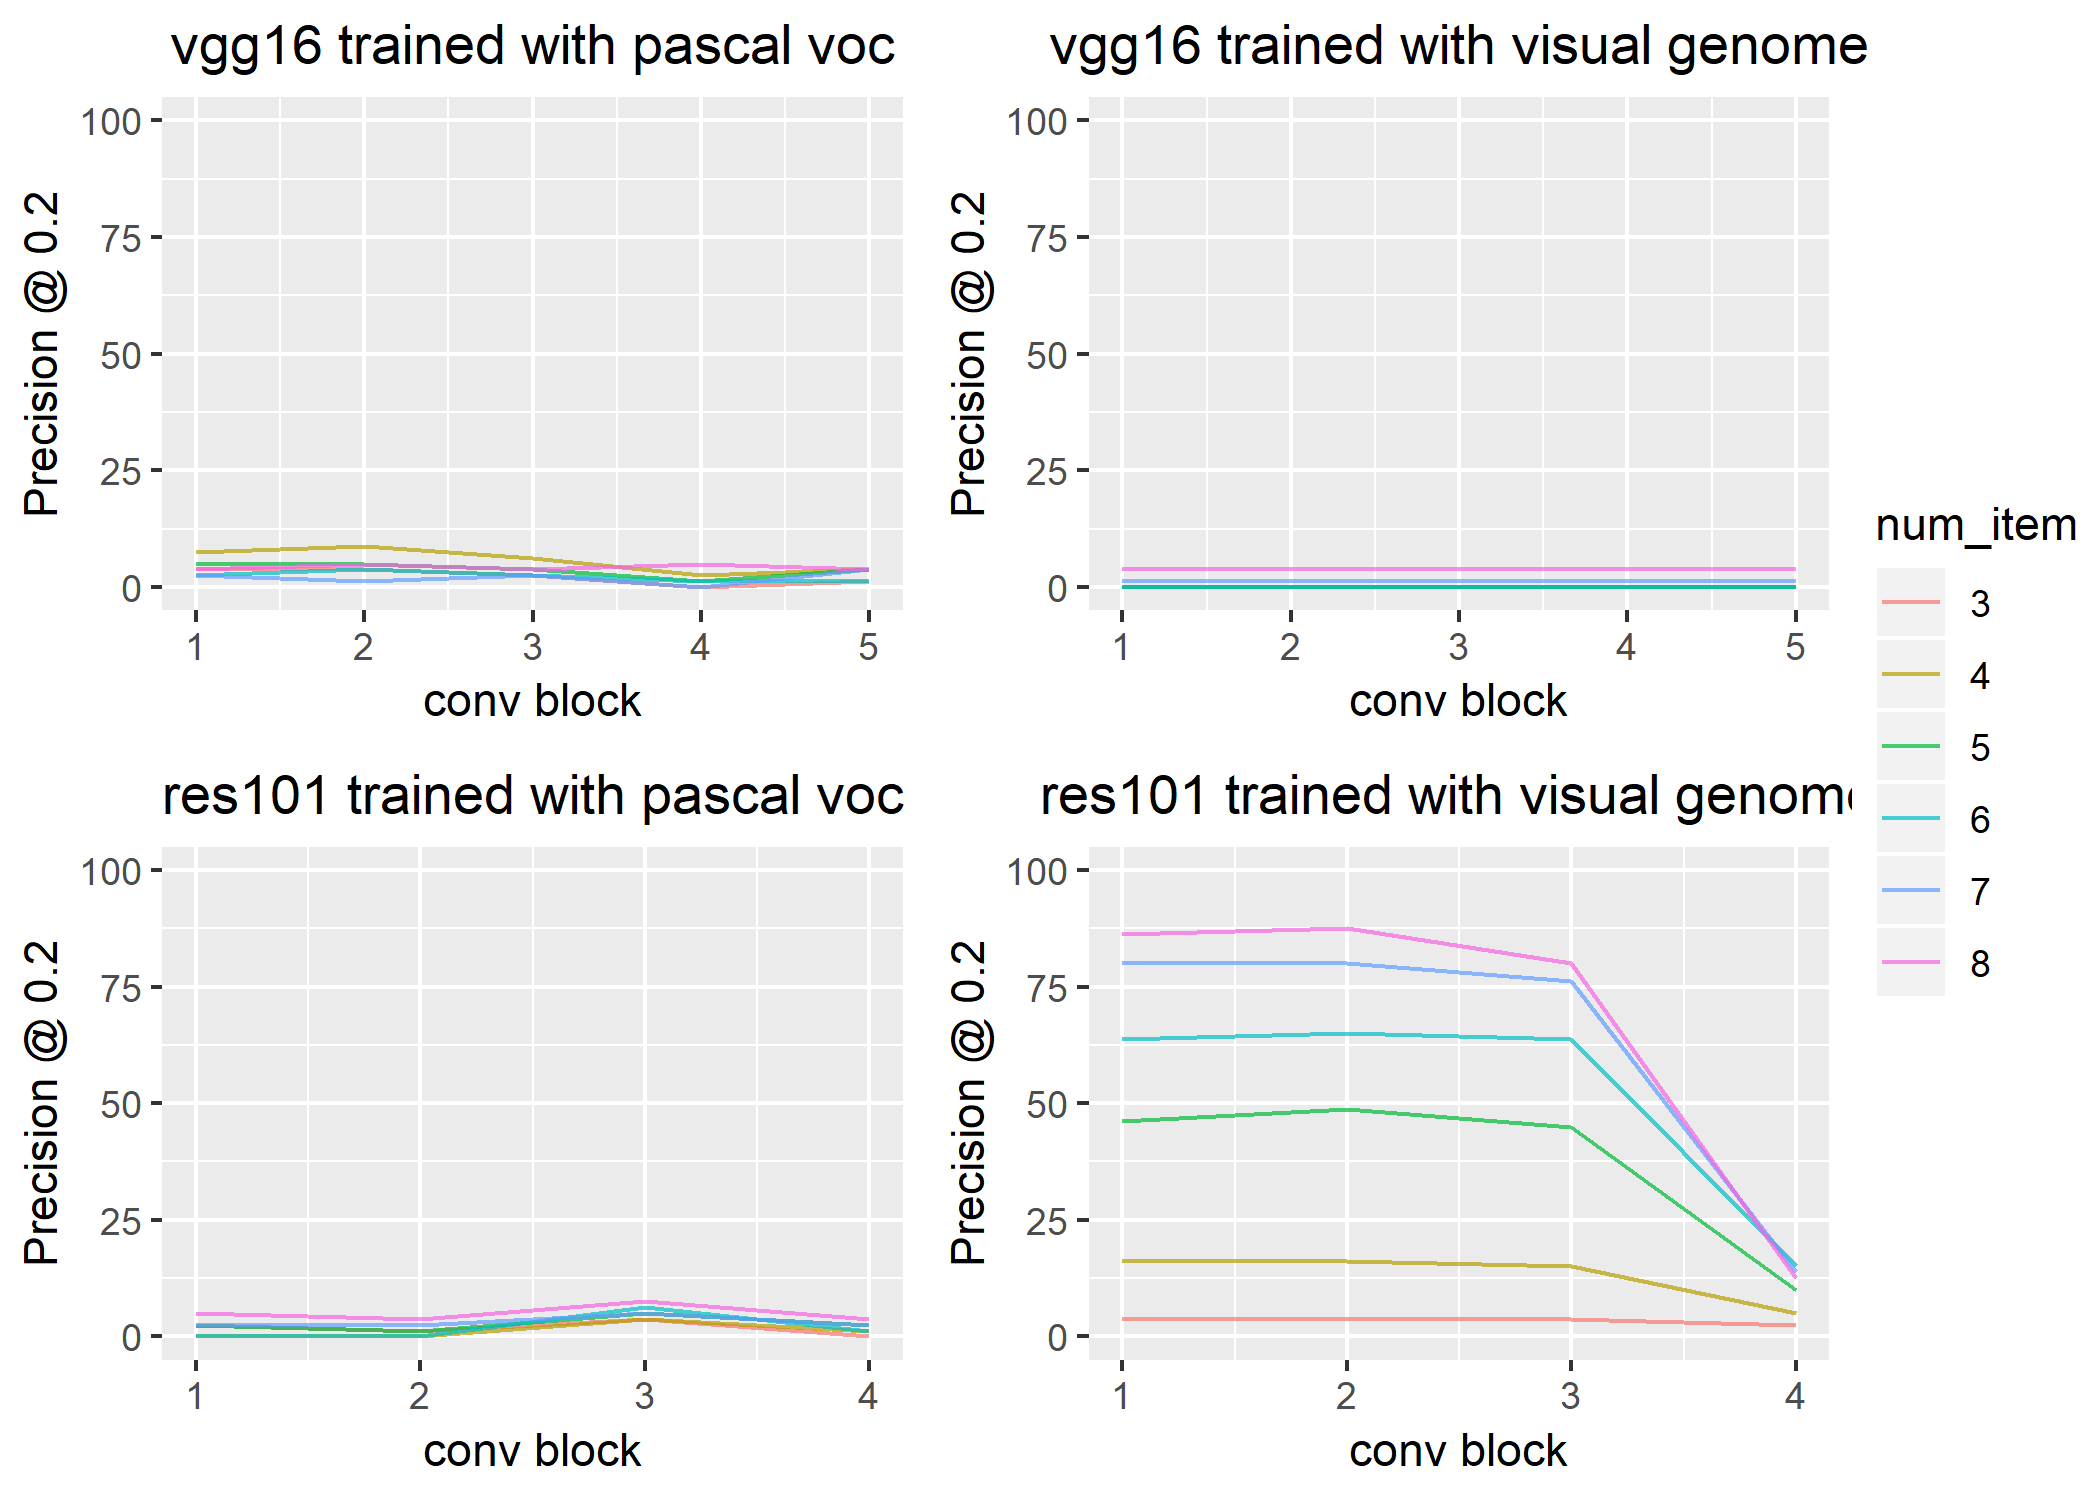 vgg16 trained with pascal voc
100
75
50
25
0
Precision @ 0.2
1 2 3 4 5
conv block
vgg16 trained with visual genome
100
75
50
25
0
Precision @ 0.2
1 2 3 4 5
conv block
res101 trained with pascal voc
100
75
50
25
0
Precision @ 0.2
1 2 3 4
conv block
res101 trained with visual genom
100
75
50
25
0
Precision @ 0.2
1 2 3 4
conv block
num_item
3
4
5
6
7
8